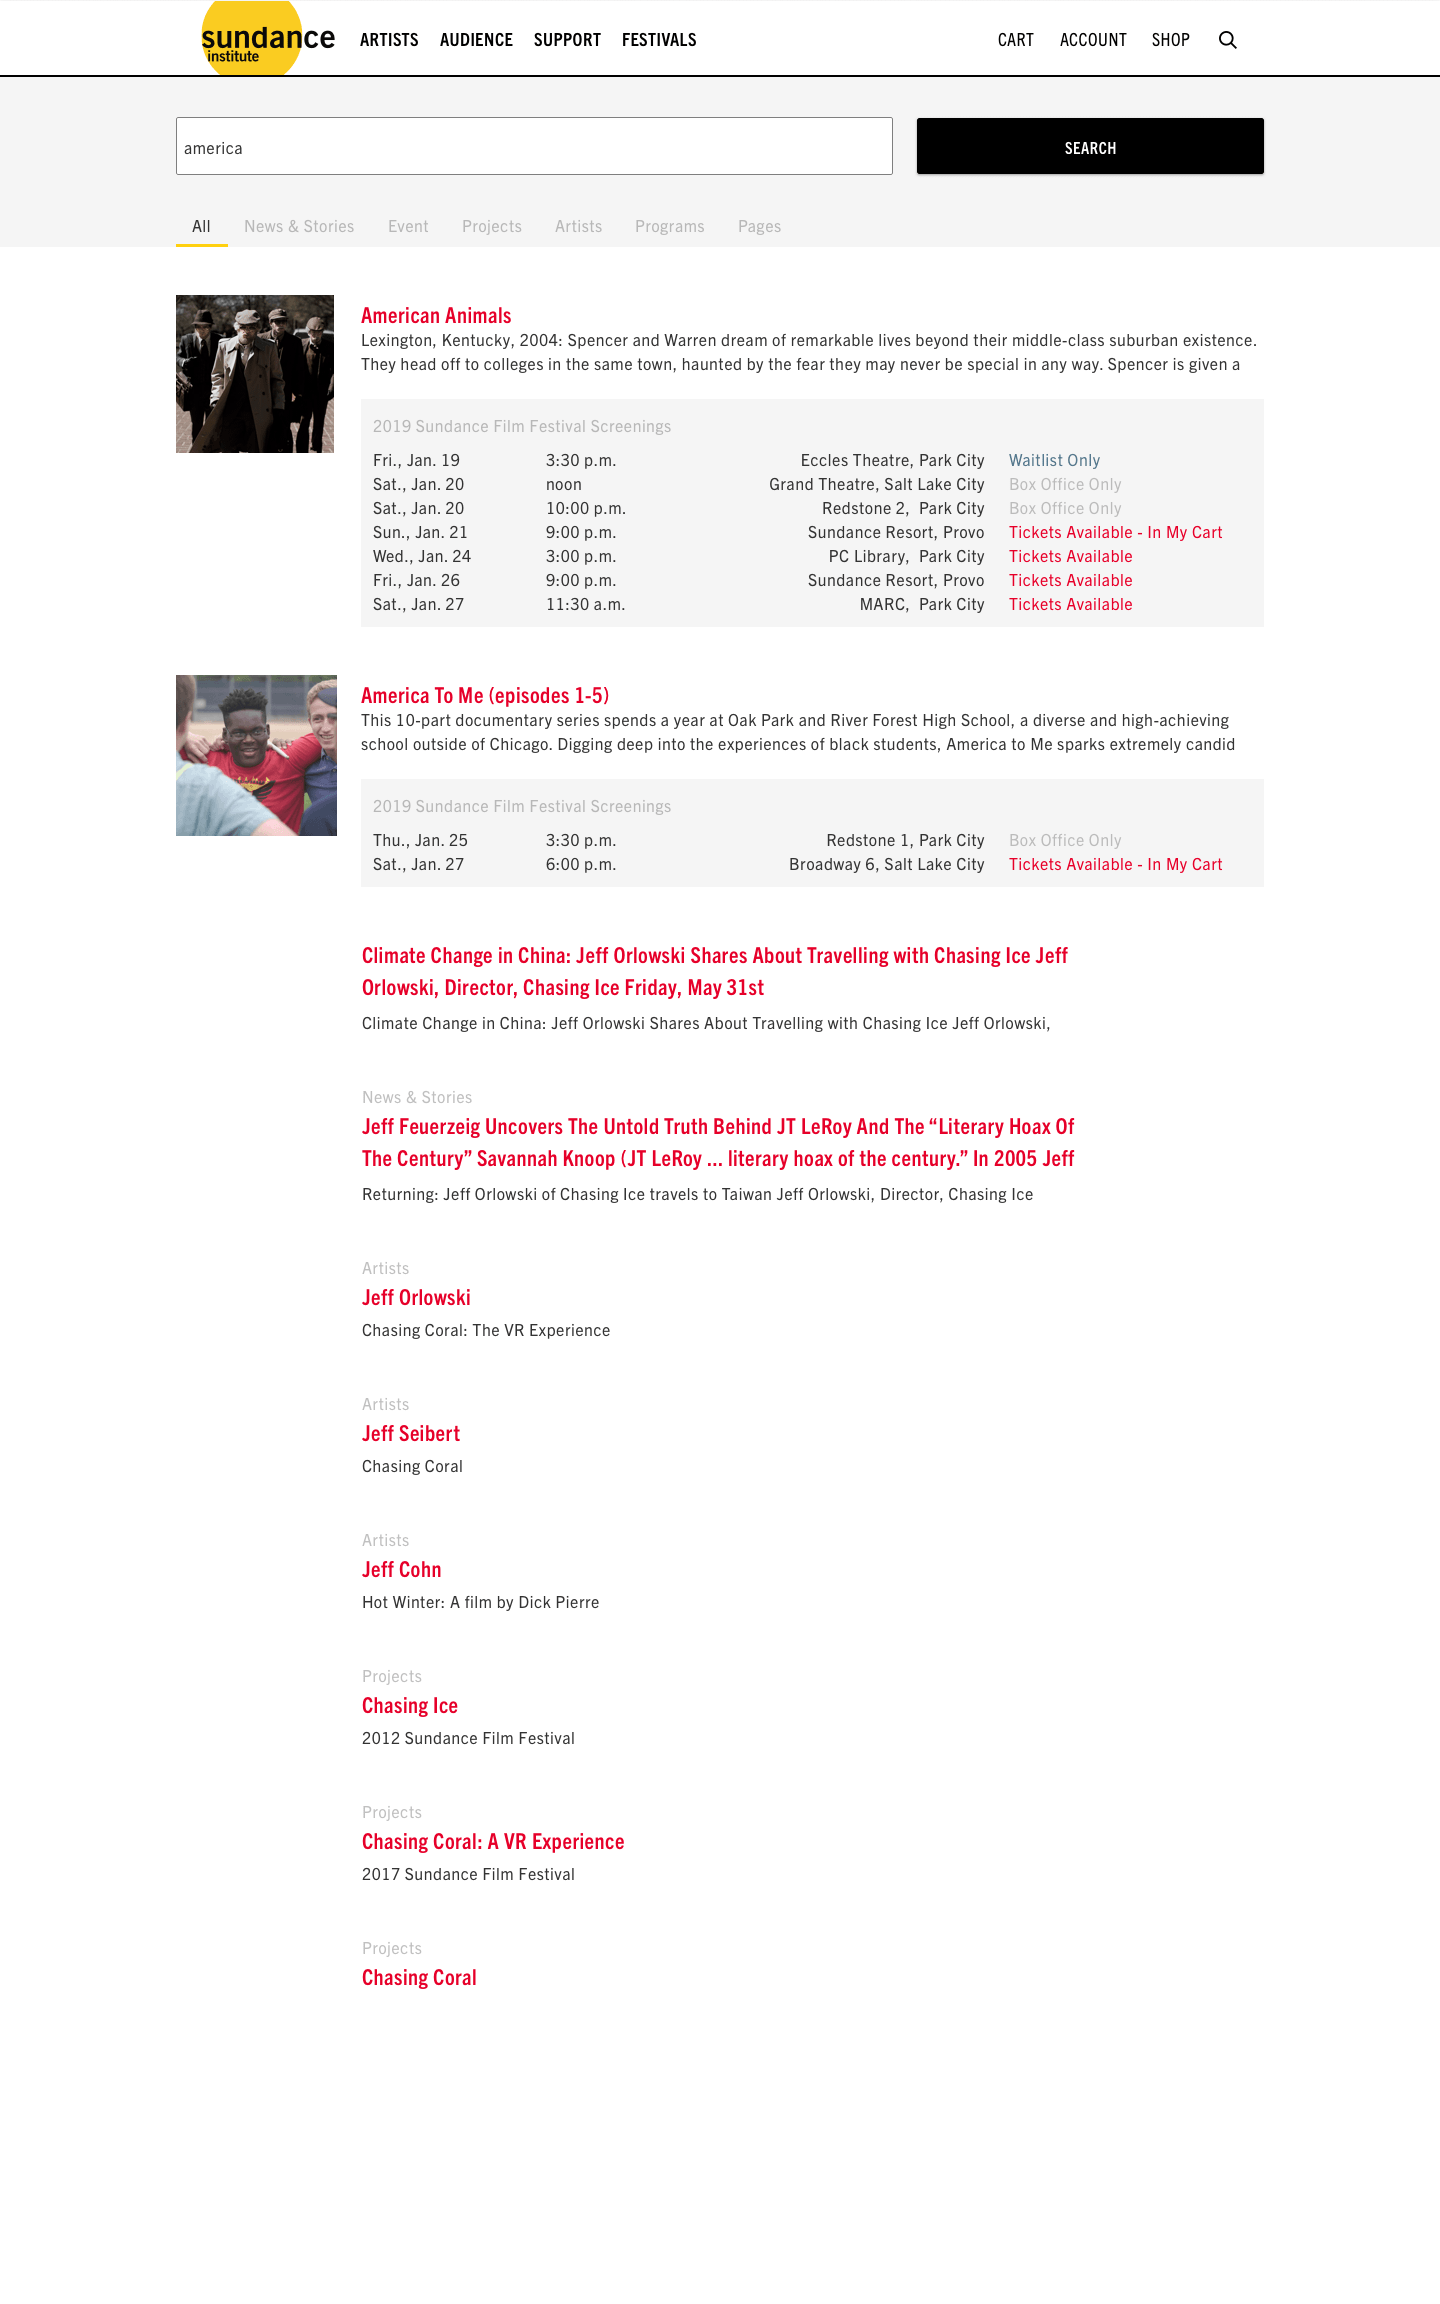 sundance
institute
ARTISTS AUDIENCE SUPPORT FESTIVALS CART ACCOUNT SHOP
america
SEARCH
All News & Stories Event Projects Artists Programs Pages
American Animals
Lexington, Kentucky, 2004: Spencer and Warren dream of remarkable lives beyond their middle-class suburban existence.
They head off to colleges in the same town, haunted by the fear they may never be special in any way. Spencer is given a
2019 Sundance Film Festival Screenings
Fri., Jan. 19 3:30 p.m. Eccles Theatre, Park City Waitlist Only
Sat., Jan. 20 noon Grand Theatre, Salt Lake City Box Office Only
Sat., Jan. 20 10:00 p.m. Redstone 2, Park City Box Office Only
Sun., Jan. 21 9:00 p.m. Sundance Resort, Provo Tickets Available - In My Cart
Wed., Jan. 24 3:00 p.m. PC Library, Park City Tickets Available
Fri., Jan. 26 9:00 p.m. Sundance Resort, Provo Tickets Available
Sat., Jan. 27 11:30 a.m. MARC, Park City Tickets Available
America To Me (episodes 1-5)
This 10-part documentary series spends a year at Oak Park and River Forest High School, a diverse and high-achieving
school outside of Chicago. Digging deep into the experiences of black students, America to Me sparks extremely candid
2019 Sundance Film Festival Screenings
Thu., Jan. 25 3:30 p.m. Redstone 1, Park City Box Office Only
Sat., Jan. 27 6:00 p.m. Broadway 6, Salt Lake City Tickets Available - In My Cart
Climate Change in China: Jeff Orlowski Shares About Travelling with Chasing Ice Jeff
Orlowski, Director, Chasing Ice Friday, May 31st
Climate Change in China: Jeff Orlowski Shares About Travelling with Chasing Ice Jeff Orlowski,
News & Stories
Jeff Feuerzeig Uncovers The Untold Truth Behind JT LeRoy And The “Literary Hoax Of
The Century” Savannah Knoop (JT LeRoy ... literary hoax of the century.” In 2005 Jeff
Returning: Jeff Orlowski of Chasing Ice travels to Taiwan Jeff Orlowski, Director, Chasing Ice
Artists
Jeff Orlowski
Chasing Coral: The VR Experience
Artists
Jeff Seibert
Chasing Coral
Artists
Jeff Cohn
Hot Winter: A film by Dick Pierre
Projects
Chasing Ice
2012 Sundance Film Festival
Projects
Chasing Coral: A VR Experience
2017 Sundance Film Festival
Projects
Chasing Coral